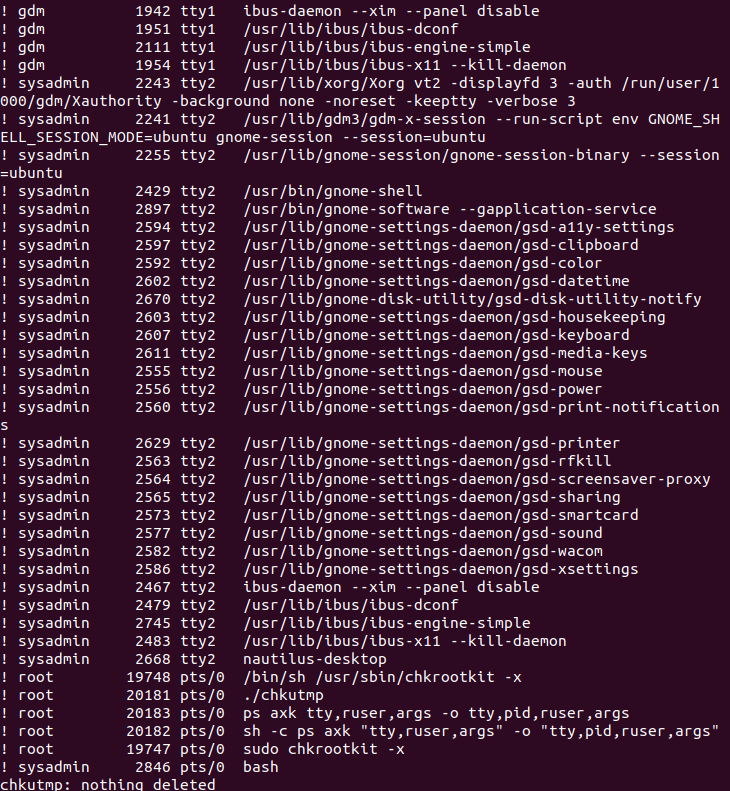 ! gdm          1942 tty1   ibus-daemon --xim --panel disable
! gdm          1951 tty1   /usr/lib/ibus/ibus-dconf
! gdm          2111 tty1   /usr/lib/ibus/ibus-engine-simple
! gdm          1954 tty1   /usr/lib/ibus/ibus-x11 --kill-daemon
! sysadmin     2243 tty2   /usr/lib/xorg/Xorg vt2 -displayfd 3 -auth /run/user/1
000/gdm/Xauthority -background none -noreset -keeptty -verbose 3
! sysadmin     2241 tty2   /usr/lib/gdm3/gdm-x-session --run-script env GNOME_SH
ELL_SESSION_MODE=ubuntu gnome-session --session=ubuntu
! sysadmin     2255 tty2   /usr/lib/gnome-session/gnome-session-binary --session
=ubuntu
! sysadmin     2429 tty2   /usr/bin/gnome-shell
! sysadmin     2897 tty2   /usr/bin/gnome-software --gapplication-service
! sysadmin     2594 tty2   /usr/lib/gnome-settings-daemon/gsd-a11y-settings
! sysadmin     2597 tty2   /usr/lib/gnome-settings-daemon/gsd-clipboard
! sysadmin     2592 tty2   /usr/lib/gnome-settings-daemon/gsd-color
! sysadmin     2602 tty2   /usr/lib/gnome-settings-daemon/gsd-datetime
! sysadmin     2670 tty2   /usr/lib/gnome-disk-utility/gsd-disk-utility-notify
! sysadmin     2603 tty2   /usr/lib/gnome-settings-daemon/gsd-housekeeping
! sysadmin     2607 tty2   /usr/lib/gnome-settings-daemon/gsd-keyboard
! sysadmin     2611 tty2   /usr/lib/gnome-settings-daemon/gsd-media-keys
! sysadmin     2555 tty2   /usr/lib/gnome-settings-daemon/gsd-mouse
! sysadmin     2556 tty2   /usr/lib/gnome-settings-daemon/gsd-power
! sysadmin     2560 tty2   /usr/lib/gnome-settings-daemon/gsd-print-notification
s
! sysadmin     2629 tty2   /usr/lib/gnome-settings-daemon/gsd-printer
! sysadmin     2563 tty2   /usr/lib/gnome-settings-daemon/gsd-rfkill
! sysadmin     2564 tty2   /usr/lib/gnome-settings-daemon/gsd-screensaver-proxy
! sysadmin     2565 tty2   /usr/lib/gnome-settings-daemon/gsd-sharing
! sysadmin     2573 tty2   /usr/lib/gnome-settings-daemon/gsd-smartcard
! sysadmin     2577 tty2   /usr/lib/gnome-settings-daemon/gsd-sound
! sysadmin     2582 tty2   /usr/lib/gnome-settings-daemon/gsd-wacom
! sysadmin     2586 tty2   /usr/lib/gnome-settings-daemon/gsd-xsettings
! sysadmin     2467 tty2   ibus-daemon --xim --panel disable
! sysadmin     2479 tty2   /usr/lib/ibus/ibus-dconf
! sysadmin     2745 tty2   /usr/lib/ibus/ibus-engine-simple
! sysadmin     2483 tty2   /usr/lib/ibus/ibus-x11 --kill-daemon
! sysadmin     2668 tty2   nautilus-desktop
! root        19748 pts/0  /bin/sh /usr/sbin/chkrootkit -x
! root        20181 pts/0  ./chkutmp
! root        20183 pts/0  ps axk tty,ruser,args -o tty,pid,ruser,args
! root        20182 pts/0  sh -c ps axk "tty,ruser,args" -o "tty,pid,ruser,args"
! root        19747 pts/0  sudo chkrootkit -x
! sysadmin     2846 pts/0  bash
chkutmp: nothing deleted